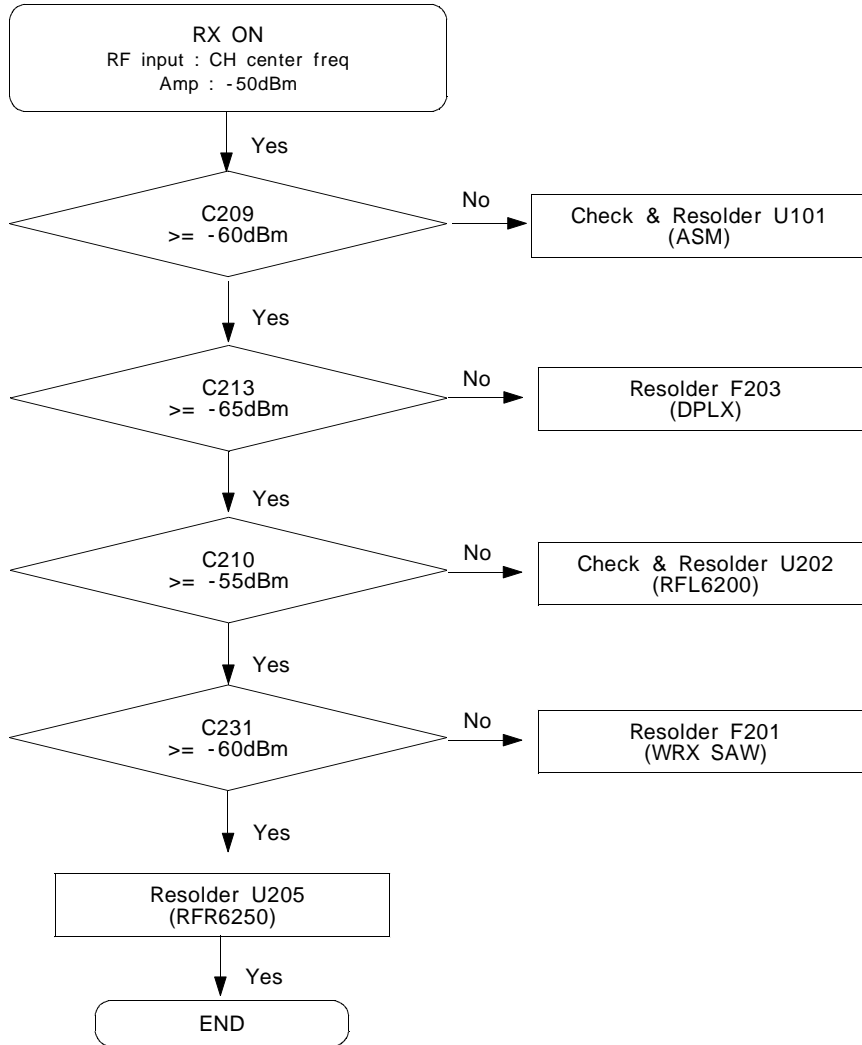 RX ON
RF input : CH center freq
Amp : -50dBm
Yes
C209
>= -60dBm
No
Check & Resolder U101
(ASM)
Yes
C213
>= -65dBm
No
Resolder F203
(DPLX)
Yes
C210
>= -55dBm
No
Check & Resolder U202
(RFL6200)
Yes
C231
>= -60dBm
No
Resolder F201
(WRX SAW)
Yes
Resolder U205
(RFR6250)
Yes
END